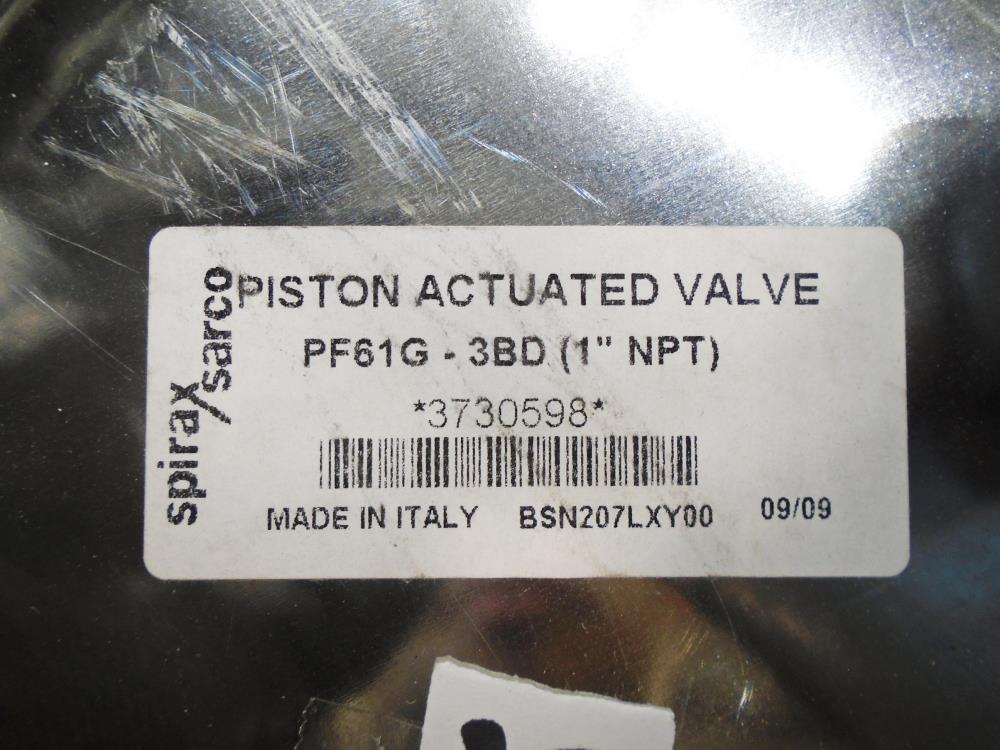 spirax
sarco
PISTON ACTUATED VALVE
PF61G - 3BD (1" NPT)
*3730598*
MADE IN ITALY BSN207LXY00 09/09